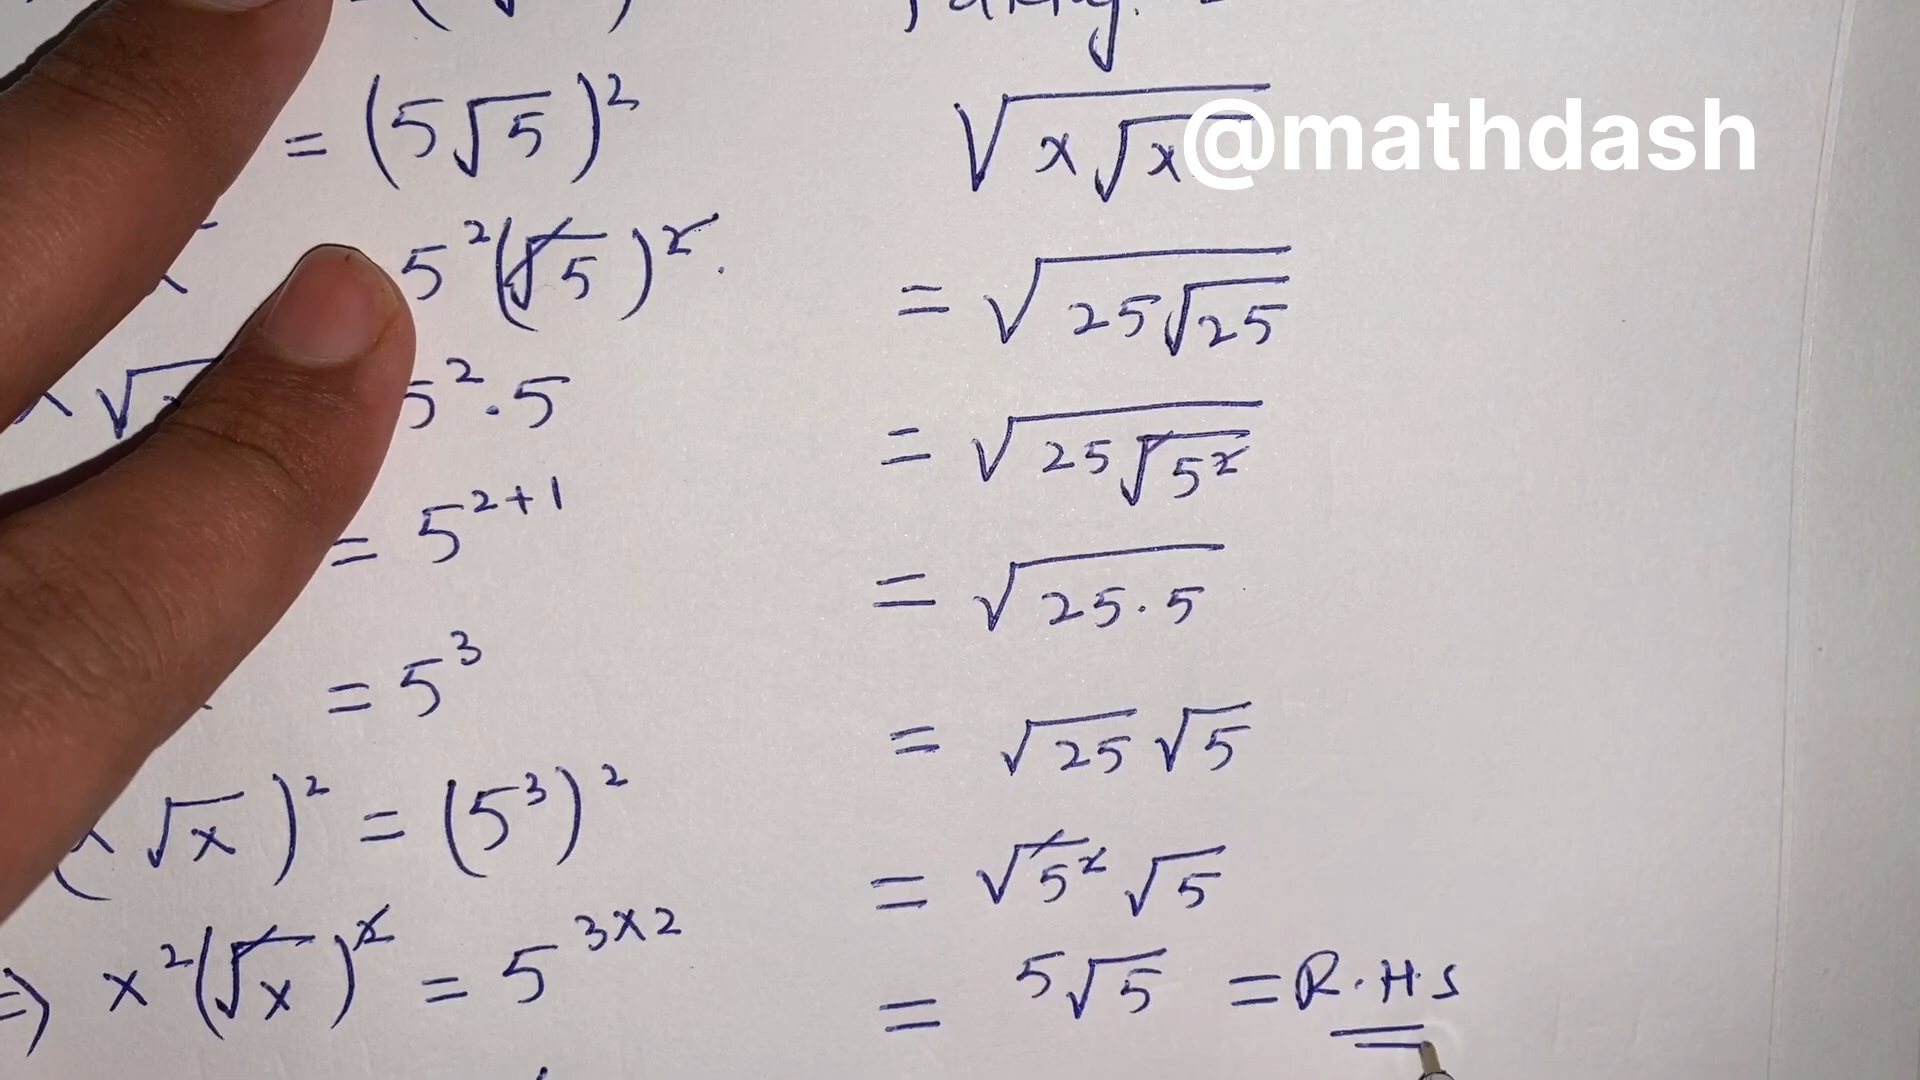 = (5√5)²
5²(√5)².
√x 5².5
= 5²⁺¹
= 5³
√x)² = (5³)²
⇒ x²(√x)² = 5³ˣ²
√(x√x
@mathdash
= √(25√25)
= √(25√5²)
= √(25.5)
= √25 √5
= √5² √5
= 5√5 = R.H.S